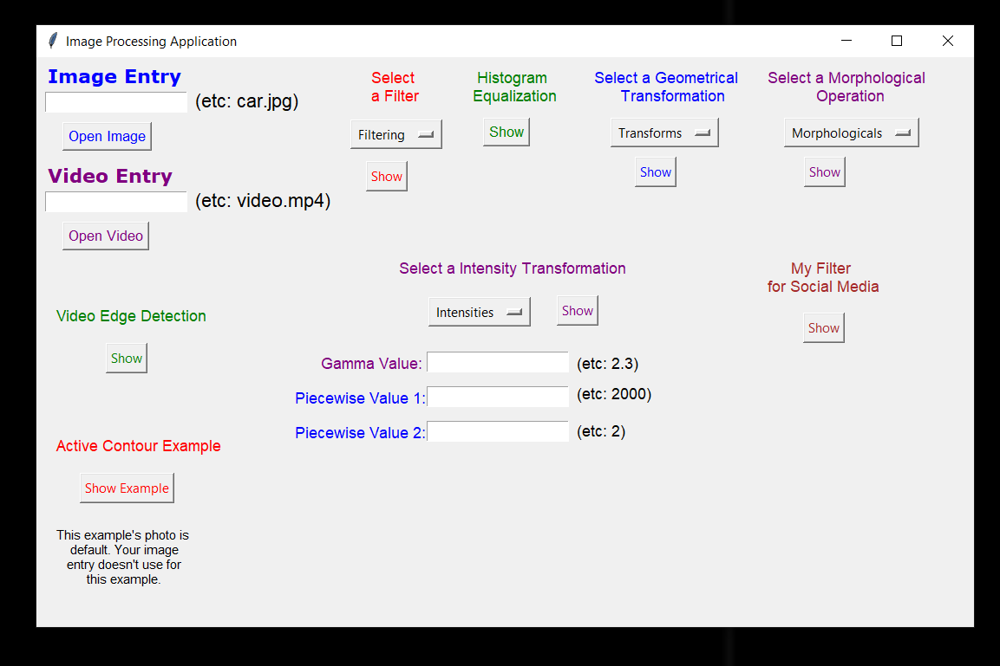 Image Processing Application
Image Entry
(etc: car.jpg)
Open Image
Video Entry
(etc: video.mp4)
Open Video
Select
a Filter
Filtering
Show
Histogram
Equalization
Show
Select a Geometrical
Transformation
Transforms
Show
Select a Morphological
Operation
Morphologicals
Show
Select a Intensity Transformation
Intensities
Show
My Filter
for Social Media
Show
Video Edge Detection
Show
Gamma Value:
(etc: 2.3)
Piecewise Value 1:
(etc: 2000)
Piecewise Value 2:
(etc: 2)
Active Contour Example
Show Example
This example's photo is
default. Your image
entry doesn't use for
this example.